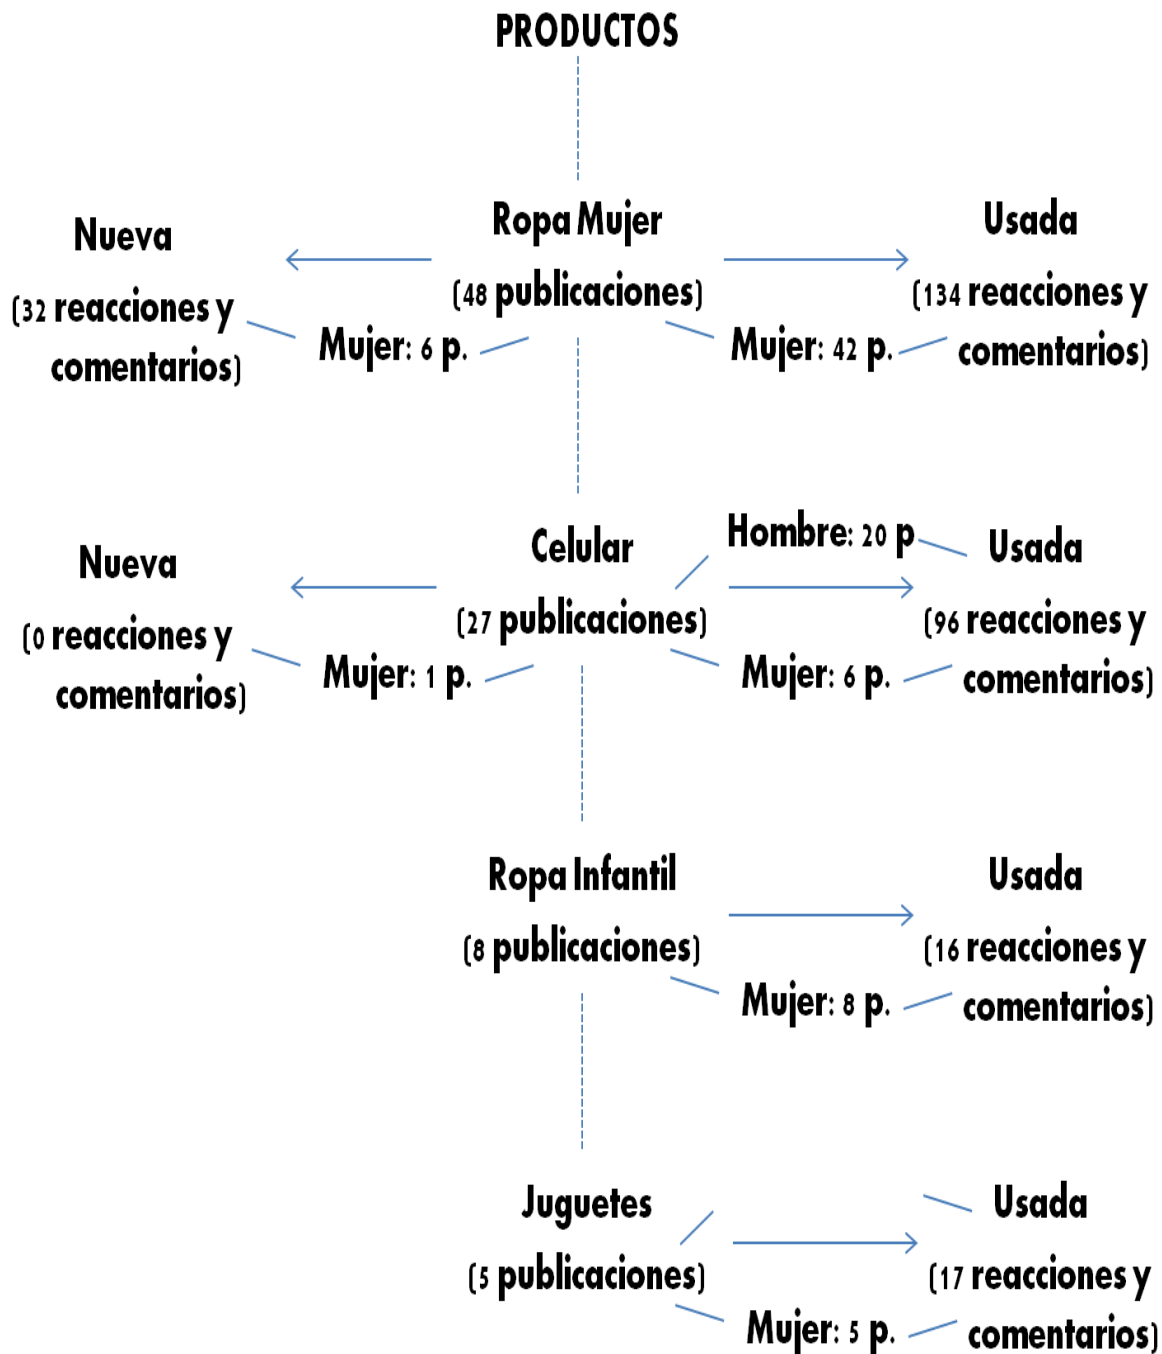 PRODUCTOS
Nueva
(32 reacciones y
comentarios)
Mujer: 6 p.
Ropa Mujer
(48 publicaciones)
Mujer: 42 p.
Usada
(134 reacciones y
comentarios)
Nueva
(0 reacciones y
comentarios)
Mujer: 1 p.
Celular
(27 publicaciones)
Hombre: 20 p
Mujer: 6 p.
Usada
(96 reacciones y
comentarios)
Ropa Infantil
(8 publicaciones)
Mujer: 8 p.
Usada
(16 reacciones y
comentarios)
Juguetes
(5 publicaciones)
Mujer: 5 p.
Usada
(17 reacciones y
comentarios)